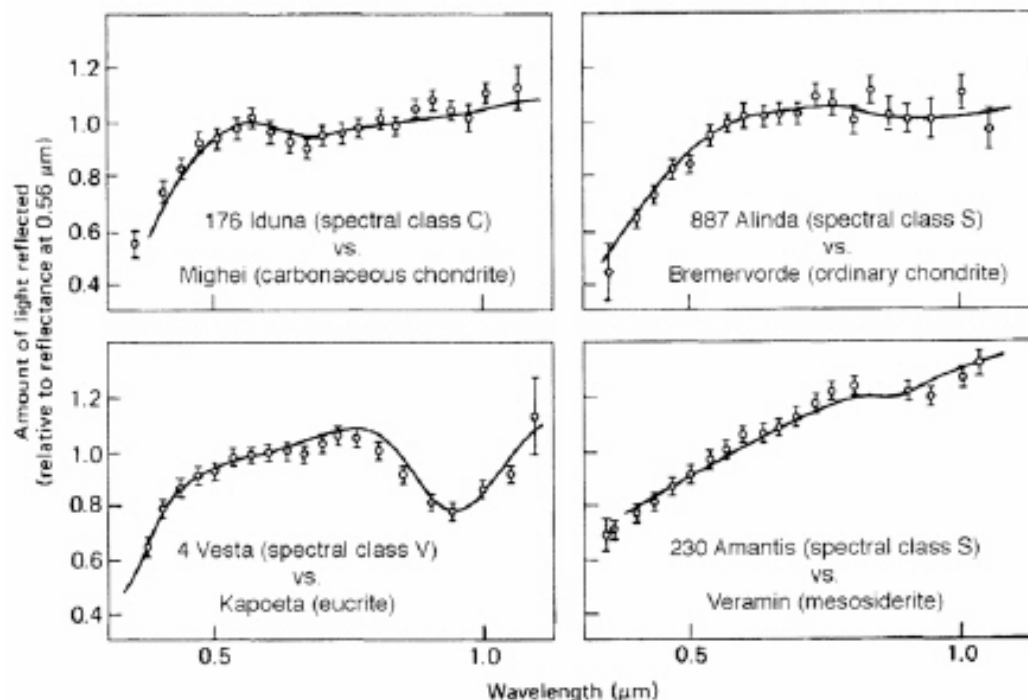 Amount of light reflected
(relative to reflectance at 0.56 µm)
1.2
1.0
0.8
0.6
0.4
176 Iduna (spectral class C)
vs.
Mighei (carbonaceous chondrite)
887 Alinda (spectral class S)
vs.
Bremervorde (ordinary chondrite)
1.2
1.0
0.8
0.6
0.4
4 Vesta (spectral class V)
vs.
Kapoeta (eucrite)
230 Amantis (spectral class S)
vs.
Veramin (mesosiderite)
0.5
1.0
0.5
1.0
Wavelength (µm)